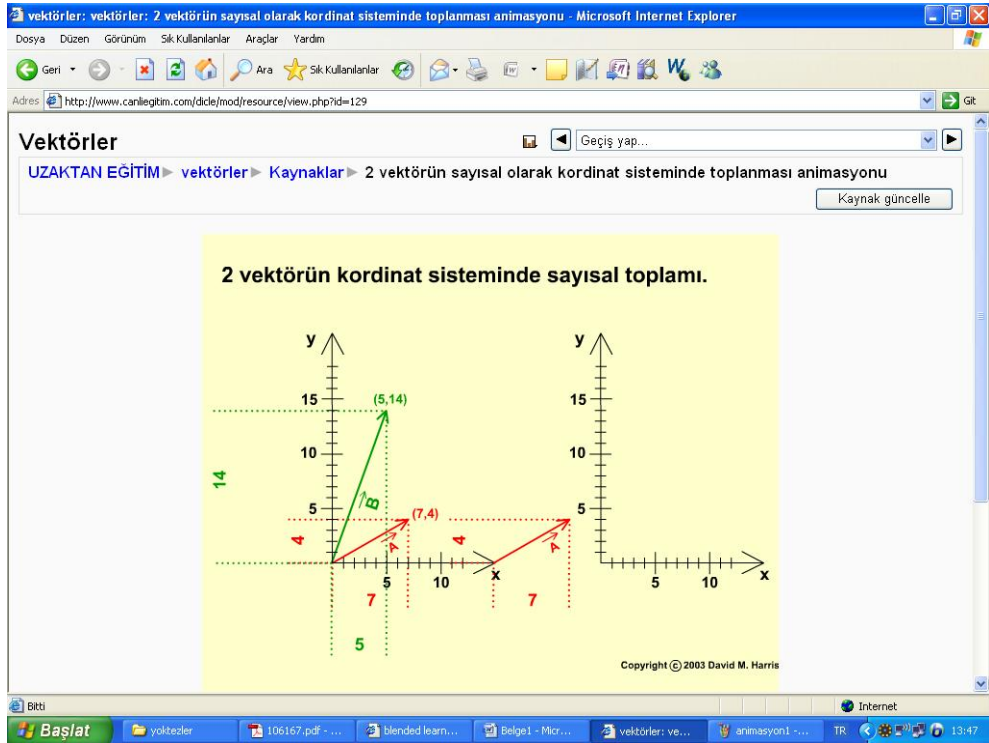 vektörler: vektörler: 2 vektörün sayısal olarak kordinat sisteminde toplanması animasyonu - Microsoft Internet Explorer
Dosya Düzen Görünüm Sık Kullanılanlar Araçlar Yardım
Geri Ara Sık Kullanılanlar
Adres http://www.canliegitim.com/dicle/mod/resource/view.php?id=129 Git
Vektörler Geçiş yap...
UZAKTAN EĞİTİM ► vektörler ► Kaynaklar ► 2 vektörün sayısal olarak kordinat sisteminde toplanması animasyonu
Kaynak güncelle
2 vektörün kordinat sisteminde sayısal toplamı.
y y
15 (5,14) 15
10 10
14
B
5 (7,4) 5
4 A 4 A
5 10 x 5 10 x
7 7
5
Copyright © 2003 David M. Harris
Bitti Internet
Başlat yoktezler 106167.pdf - ... blended learn... Belge1 - Micr... vektörler: ve... animasyon1 -... TR 13:47